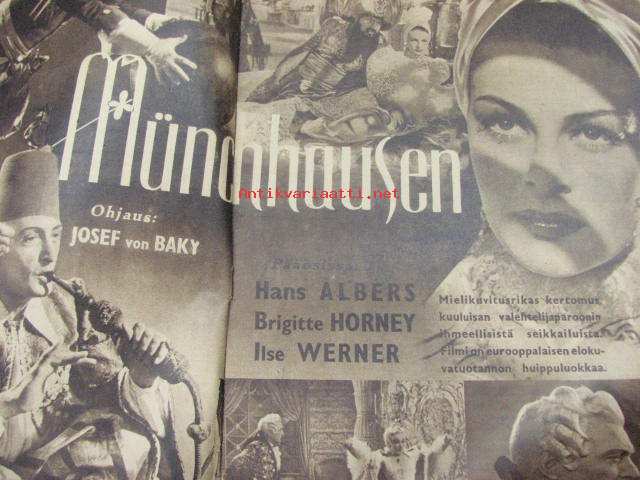 Münchhausen
Antikvariaatti.net
Ohjaus:
JOSEF von BAKY
Pääosissa:
Hans ALBERS
Brigitte HORNEY
Ilse WERNER
Mielikuvitusrikas kertomus
kuuluisan valehtelijaparoonin
ihmeellisistä seikkailuista.
Filmi on eurooppalaisen eloku-
vatuotannon huippuluokkaa.